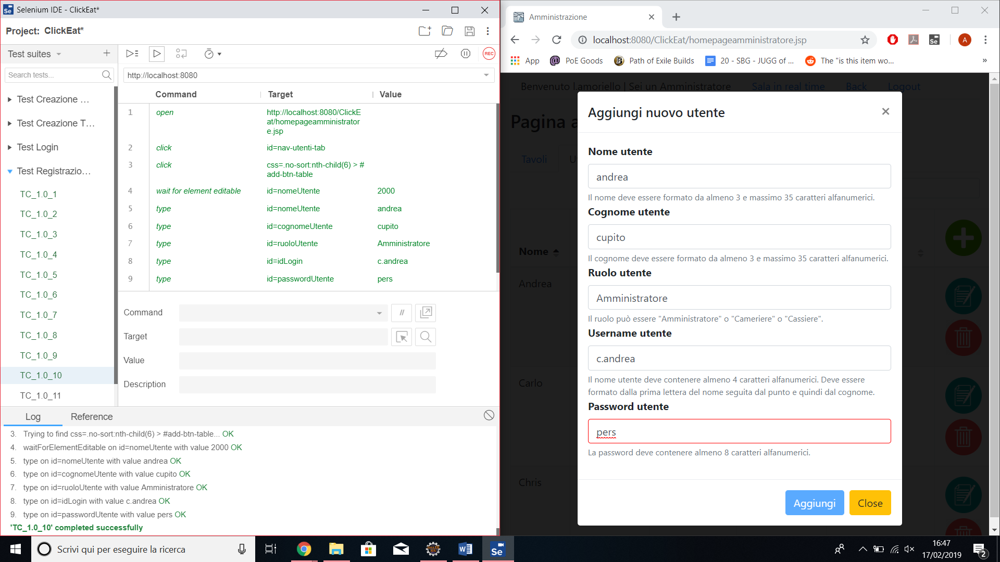 Selenium IDE - ClickEat*
Project: ClickEat*
Test suites
Search tests...
Test Creazione ...
Test Creazione T...
Test Login
Test Registrazio...
TC_1.0_1
TC_1.0_2
TC_1.0_3
TC_1.0_4
TC_1.0_5
TC_1.0_6
TC_1.0_7
TC_1.0_8
TC_1.0_9
TC_1.0_10
TC_1.0_11
REC
http://localhost:8080
Command Target Value
1 open http://localhost:8080/ClickE
at/homepageamministrator
e.jsp
2 click id=nav-utenti-tab
3 click css=.no-sort:nth-child(6) > #
add-btn-table
4 wait for element editable id=nomeUtente 2000
5 type id=nomeUtente andrea
6 type id=cognomeUtente cupito
7 type id=ruoloUtente Amministratore
8 type id=idLogin c.andrea
9 type id=passwordUtente pers
Command //
Target
Value
Description
Log Reference
3. Trying to find css=.no-sort:nth-child(6) > #add-btn-table... OK
4. waitForElementEditable on id=nomeUtente with value 2000 OK
5. type on id=nomeUtente with value andrea OK
6. type on id=cognomeUtente with value cupito OK
7. type on id=ruoloUtente with value Amministratore OK
8. type on id=idLogin with value c.andrea OK
9. type on id=passwordUtente with value pers OK
'TC_1.0_10' completed successfully
Amministrazione
localhost:8080/ClickEat/homepageamministratore.jsp
Se
A
App PoE Goods Path of Exile Builds 20 - SBG - JUGG of ... The "is this item wo... »
Benvenuto l.amoriello | Sei un Amministratore Sala in real time Back Logout
Pagina a
Tavoli U
Nome
Andrea
Carlo
Chris
Aggiungi nuovo utente
Nome utente
andrea
Il nome deve essere formato da almeno 3 e massimo 35 caratteri alfanumerici.
Cognome utente
cupito
Il cognome deve essere formato da almeno 3 e massimo 35 caratteri alfanumerici.
Ruolo utente
Amministratore
Il ruolo può essere "Amministratore" o "Cameriere" o "Cassiere".
Username utente
c.andrea
Il nome utente deve contenere almeno 4 caratteri alfanumerici. Deve essere
formato dalla prima lettera del nome seguita dal punto e quindi dal cognome.
Password utente
pers
La password deve contenere almeno 8 caratteri alfanumerici.
Aggiungi Close
Scrivi qui per eseguire la ricerca
Se
16:47
17/02/2019
2